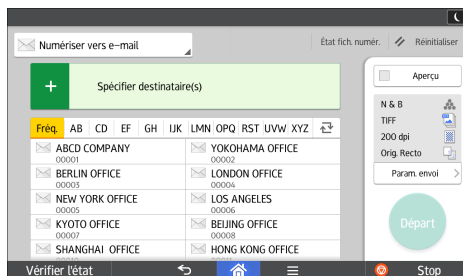 Numériser vers e-mail
État fich. numér.
Réinitialiser
+ Spécifier destinataire(s)
Aperçu
Fréq. AB CD EF GH IJK LMN OPQ RST UVW XYZ
N & B
TIFF
200 dpi
Orig. Recto
Param. envoi
Départ
ABCD COMPANY
00001
YOKOHAMA OFFICE
00002
BERLIN OFFICE
00003
LONDON OFFICE
00004
NEW YORK OFFICE
00005
LOS ANGELES
00006
KYOTO OFFICE
00007
BEIJING OFFICE
00008
SHANGHAI OFFICE
HONG KONG OFFICE
Vérifier l'état
Stop